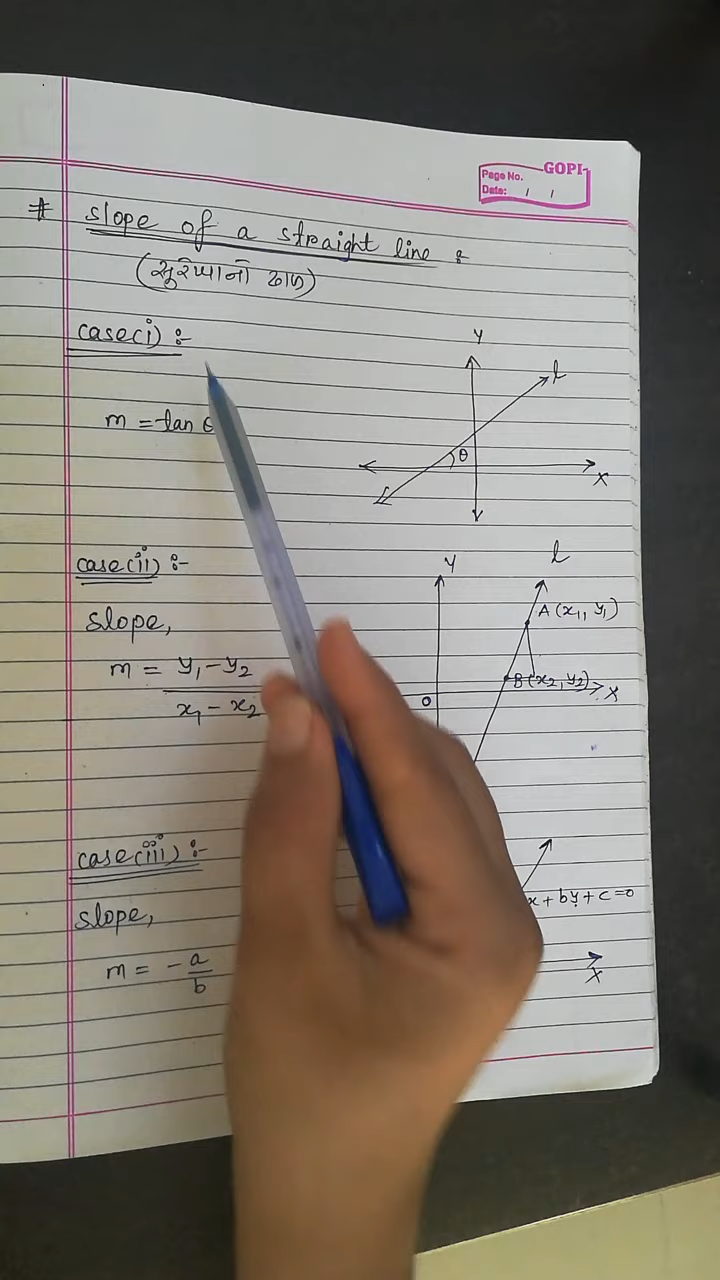 GOPI
Page No.
Date: / /
# slope of a straight line :
(સુરેખાનો ઢાળ)
case(i) :-
m = tan θ
Y
l
θ
X
case(ii) :-
slope,
m = y₁ - y₂
x₁ - x₂
Y
l
A(x₁, y₁)
B(x₂, y₂)
X
0
case(iii) :-
slope,
m = - a
b
x + by + c = 0
X